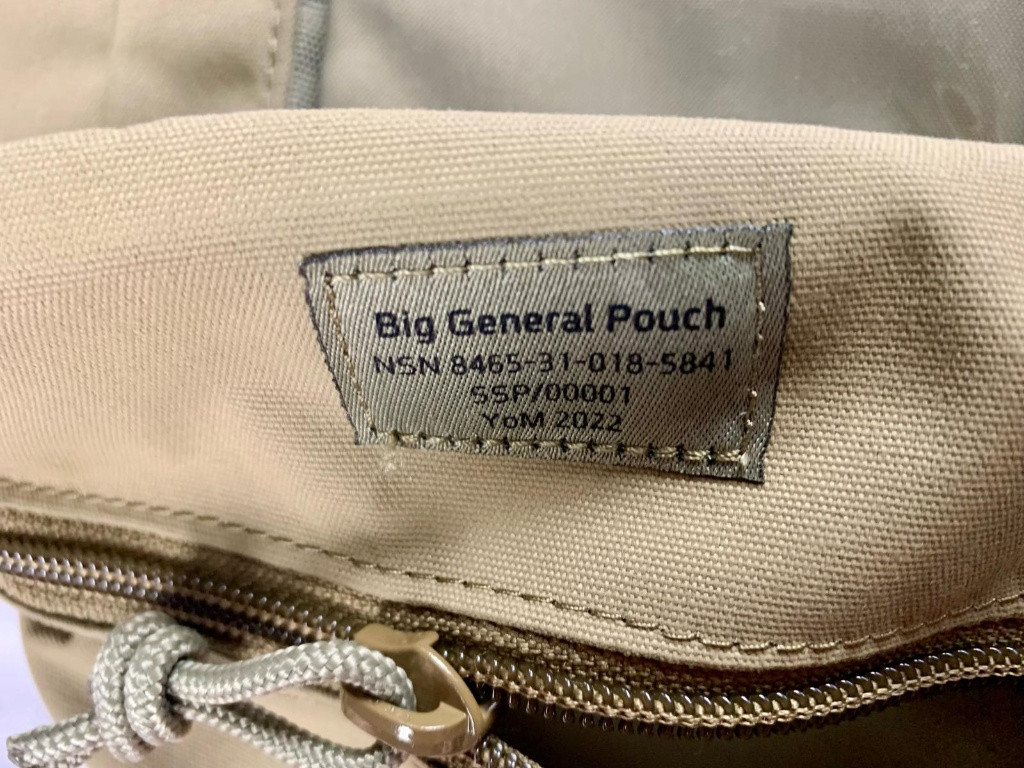 Big General Pouch
NSN 8465-31-018-5841
SSP/00001
YoM 2022